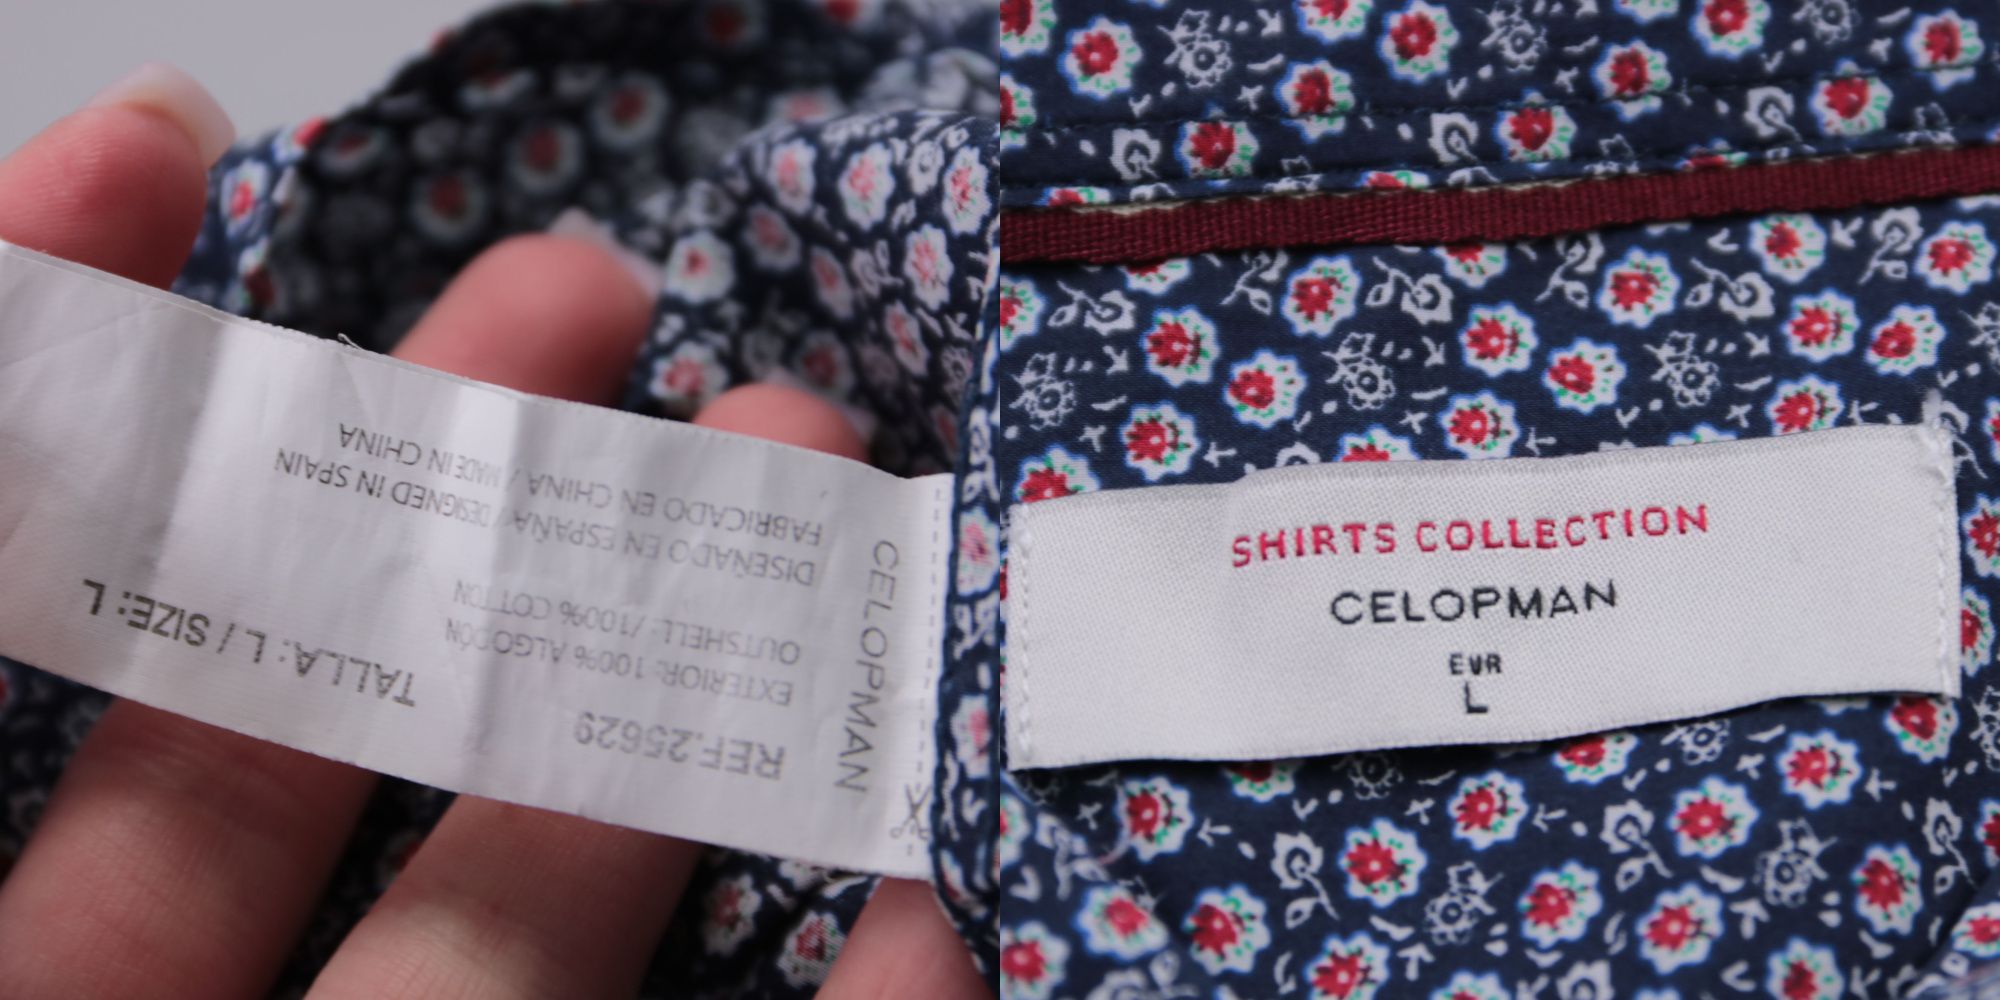 CELOPMAN
REF.25629
EXTERIOR: 100% ALGODÓN
OUTSHELL: /100% COTTON
DISEÑADO EN ESPAÑA / DESIGNED IN SPAIN
FABRICADO EN CHINA / MADE IN CHINA
TALLA: L / SIZE: L
SHIRTS COLLECTION
CELOPMAN
EUR
L